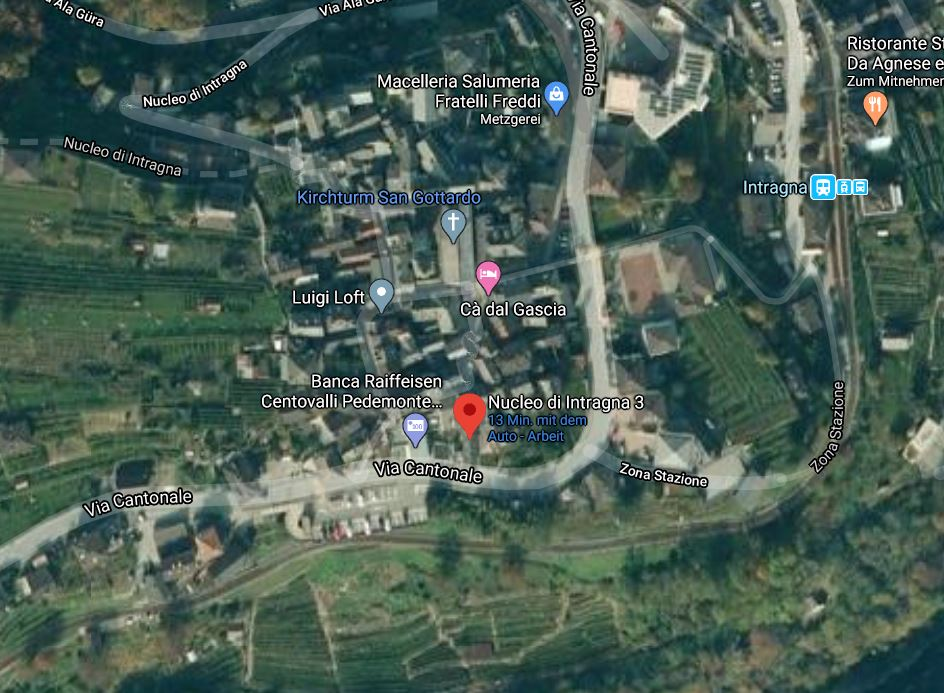 a Ala Güra
Via Ala Gü
Via Cantonale
Nucleo di Intragna
Macelleria Salumeria
Fratelli Freddi
Metzgerei
Ristorante St
Da Agnese e
Zum Mitnehmen
Nucleo di Intragna
Intragna
Kirchturm San Gottardo
Luigi Loft
Cà dal Gascia
Banca Raiffeisen
Centovalli Pedemonte...
Nucleo di Intragna 3
13 Min. mit dem
Auto - Arbeit
Via Cantonale
Zona Stazione
Zona Stazione
Via Cantonale